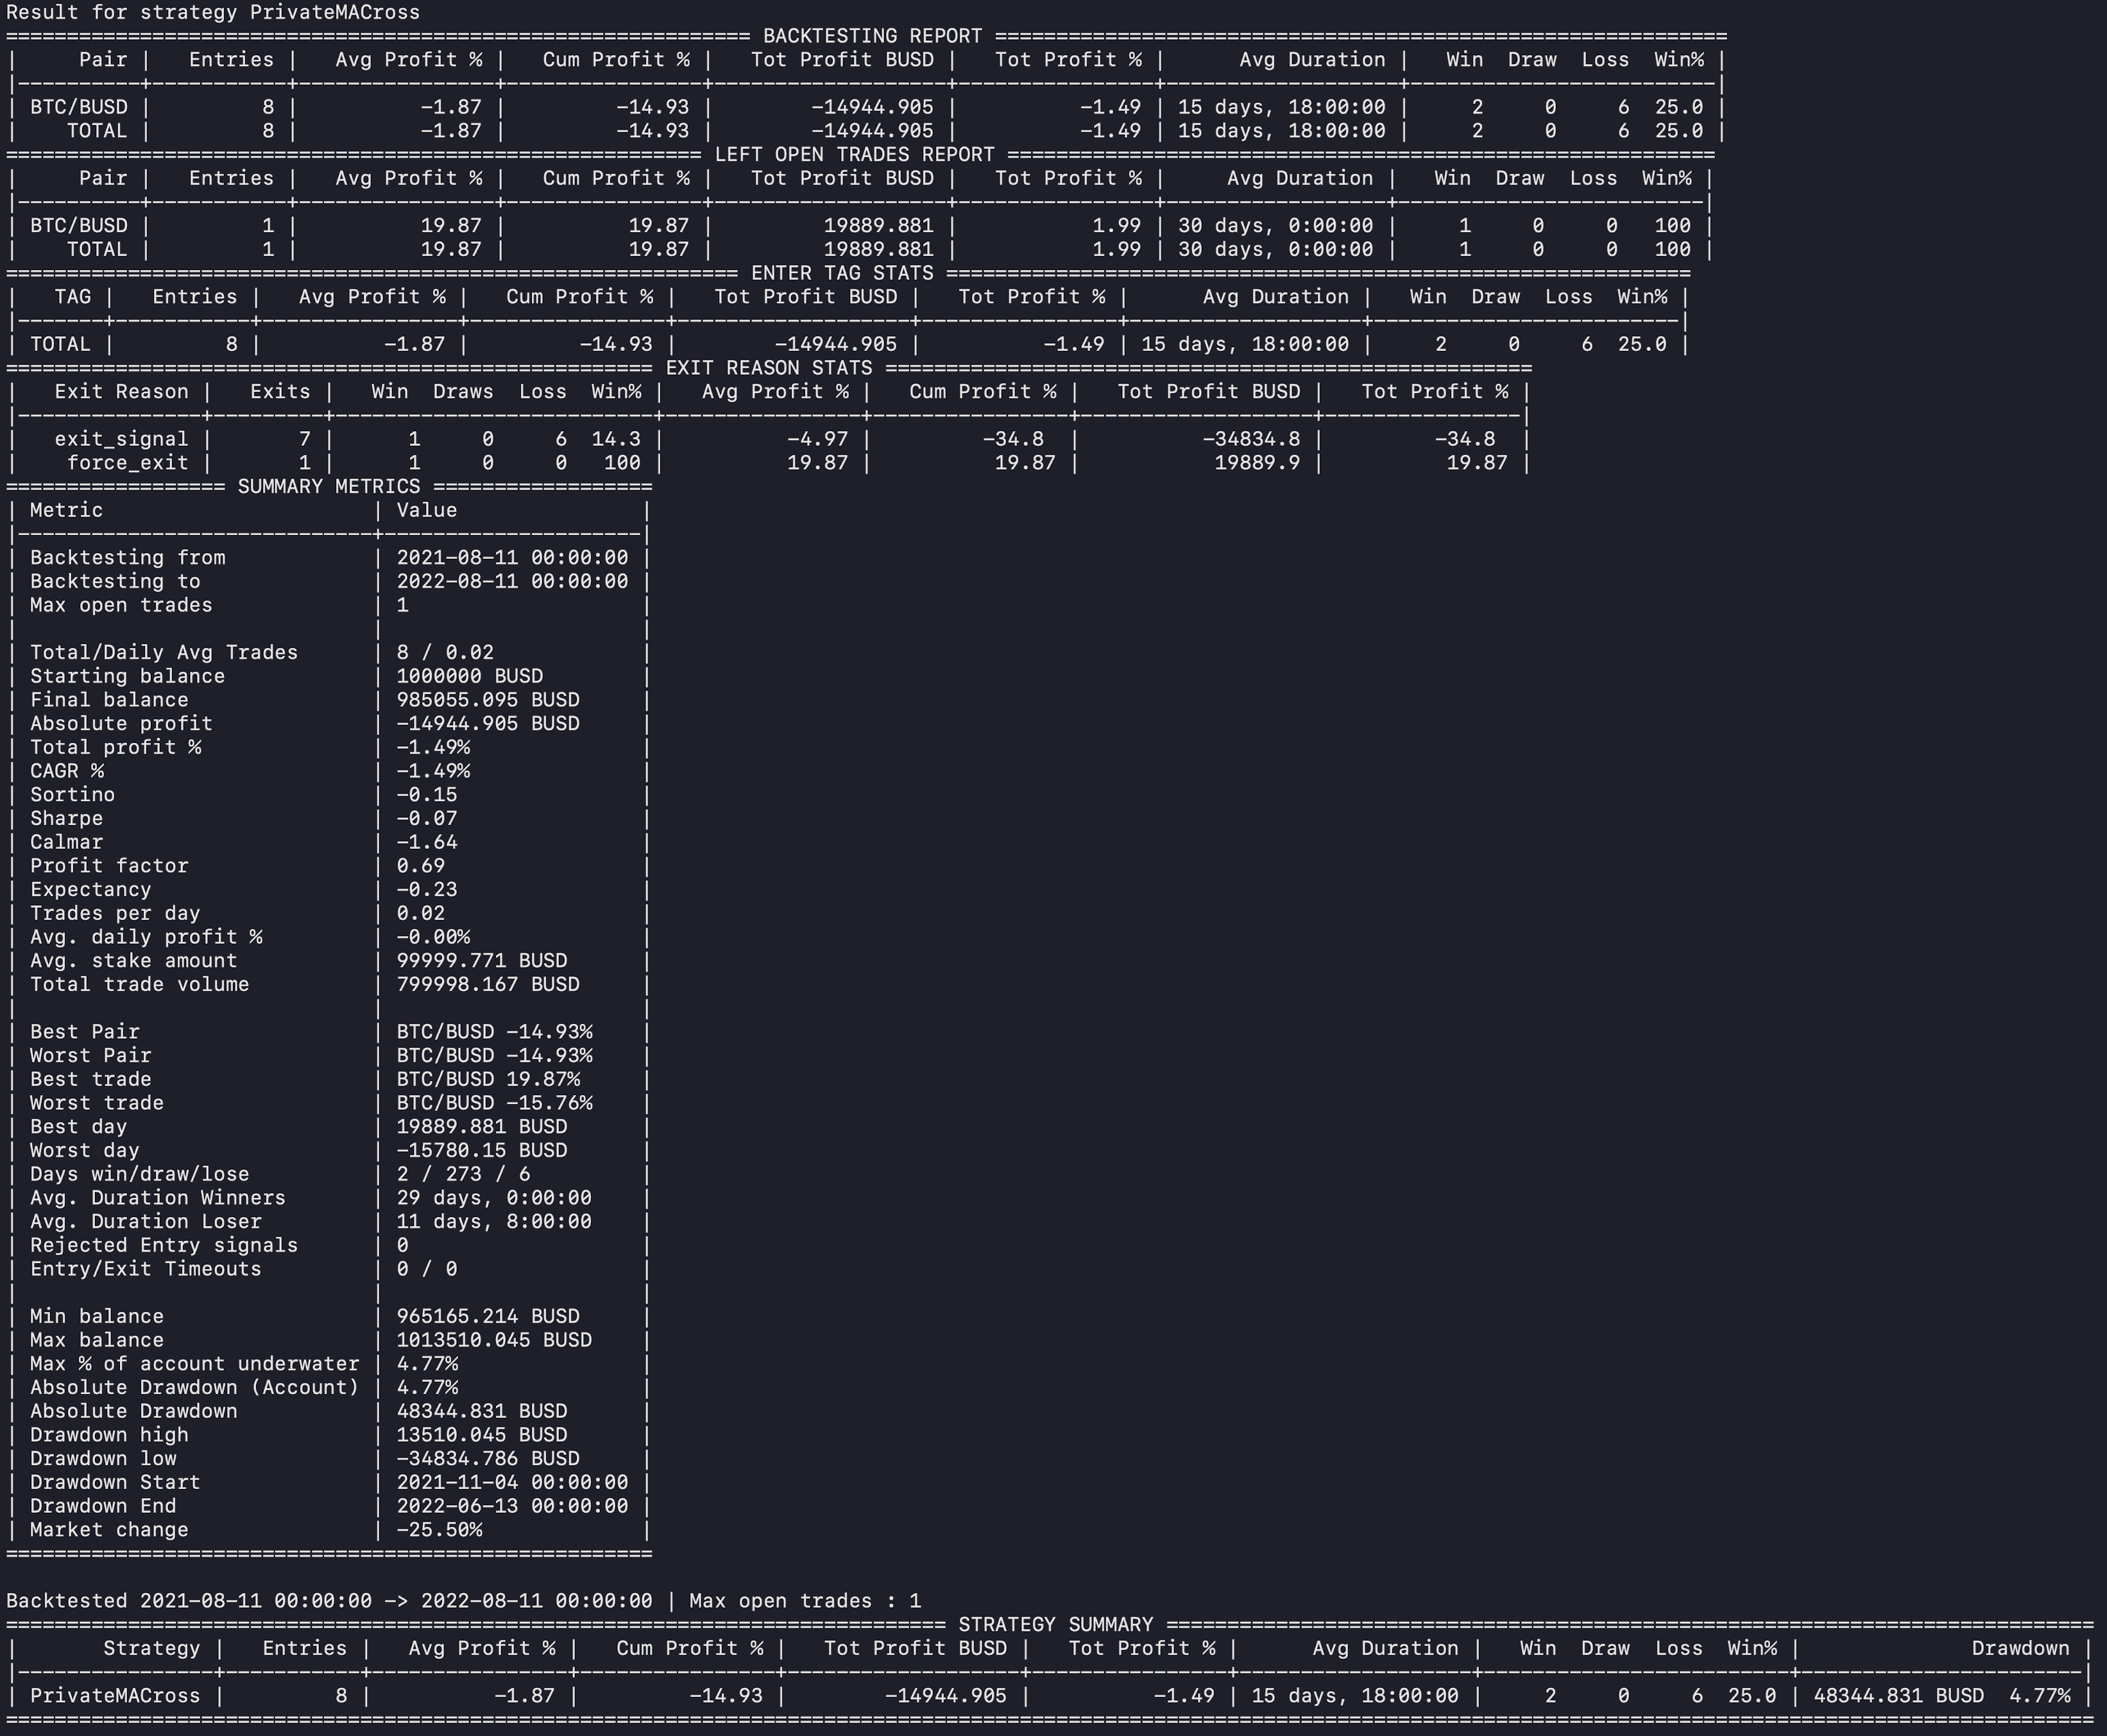 Result for strategy PrivateMACross
============================================================= BACKTESTING REPORT ============================================================
|     Pair |   Entries |   Avg Profit % |   Cum Profit % |   Tot Profit BUSD |   Tot Profit % |      Avg Duration |   Win  Draw  Loss  Win% |
|----------+-----------+----------------+----------------+-------------------+----------------+-------------------+-------------------------|
| BTC/BUSD |         8 |          -1.87 |         -14.93 |        -14944.905 |          -1.49 | 15 days, 18:00:00 |     2     0     6  25.0 |
|    TOTAL |         8 |          -1.87 |         -14.93 |        -14944.905 |          -1.49 | 15 days, 18:00:00 |     2     0     6  25.0 |
========================================================= LEFT OPEN TRADES REPORT ==========================================================
|     Pair |   Entries |   Avg Profit % |   Cum Profit % |   Tot Profit BUSD |   Tot Profit % |     Avg Duration |   Win  Draw  Loss  Win% |
|----------+-----------+----------------+----------------+-------------------+----------------+------------------+-------------------------|
| BTC/BUSD |         1 |          19.87 |          19.87 |         19889.881 |           1.99 | 30 days, 0:00:00 |     1     0     0   100 |
|    TOTAL |         1 |          19.87 |          19.87 |         19889.881 |           1.99 | 30 days, 0:00:00 |     1     0     0   100 |
============================================================ ENTER TAG STATS =============================================================
|   TAG |   Entries |   Avg Profit % |   Cum Profit % |   Tot Profit BUSD |   Tot Profit % |      Avg Duration |   Win  Draw  Loss  Win% |
|-------+-----------+----------------+----------------+-------------------+----------------+-------------------+-------------------------|
| TOTAL |         8 |          -1.87 |         -14.93 |        -14944.905 |          -1.49 | 15 days, 18:00:00 |     2     0     6  25.0 |
===================================================== EXIT REASON STATS =====================================================
|   Exit Reason |   Exits |   Win  Draws  Loss  Win% |   Avg Profit % |   Cum Profit % |   Tot Profit BUSD |   Tot Profit % |
|---------------+---------+--------------------------+----------------+----------------+-------------------+----------------|
|   exit_signal |       7 |     1      0     6  14.3 |          -4.97 |         -34.8  |          -34834.8 |         -34.8  |
|    force_exit |       1 |     1      0     0   100 |          19.87 |          19.87 |           19889.9 |          19.87 |
================== SUMMARY METRICS ==================
| Metric                      | Value               |
|-----------------------------+---------------------|
| Backtesting from            | 2021-08-11 00:00:00 |
| Backtesting to              | 2022-08-11 00:00:00 |
| Max open trades             | 1                   |
|                             |                     |
| Total/Daily Avg Trades      | 8 / 0.02            |
| Starting balance            | 1000000 BUSD        |
| Final balance               | 985055.095 BUSD     |
| Absolute profit             | -14944.905 BUSD     |
| Total profit %              | -1.49%              |
| CAGR %                      | -1.49%              |
| Sortino                     | -0.15               |
| Sharpe                      | -0.07               |
| Calmar                      | -1.64               |
| Profit factor               | 0.69                |
| Expectancy                  | -0.23               |
| Trades per day              | 0.02                |
| Avg. daily profit %         | -0.00%              |
| Avg. stake amount           | 99999.771 BUSD      |
| Total trade volume          | 799998.167 BUSD     |
|                             |                     |
| Best Pair                   | BTC/BUSD -14.93%    |
| Worst Pair                  | BTC/BUSD -14.93%    |
| Best trade                  | BTC/BUSD 19.87%     |
| Worst trade                 | BTC/BUSD -15.76%    |
| Best day                    | 19889.881 BUSD      |
| Worst day                   | -15780.15 BUSD      |
| Days win/draw/lose          | 2 / 273 / 6         |
| Avg. Duration Winners       | 29 days, 0:00:00    |
| Avg. Duration Loser         | 11 days, 8:00:00    |
| Rejected Entry signals      | 0                   |
| Entry/Exit Timeouts         | 0 / 0               |
|                             |                     |
| Min balance                 | 965165.214 BUSD     |
| Max balance                 | 1013510.045 BUSD    |
| Max % of account underwater | 4.77%               |
| Absolute Drawdown (Account) | 4.77%               |
| Absolute Drawdown           | 48344.831 BUSD      |
| Drawdown high               | 13510.045 BUSD      |
| Drawdown low                | -34834.786 BUSD     |
| Drawdown Start              | 2021-11-04 00:00:00 |
| Drawdown End                | 2022-06-13 00:00:00 |
| Market change               | -25.50%             |
=====================================================
Backtested 2021-08-11 00:00:00 -> 2022-08-11 00:00:00 | Max open trades : 1
============================================================================= STRATEGY SUMMARY ============================================================================
|       Strategy |   Entries |   Avg Profit % |   Cum Profit % |   Tot Profit BUSD |   Tot Profit % |      Avg Duration |   Win  Draw  Loss  Win% |              Drawdown |
|----------------+-----------+----------------+----------------+-------------------+----------------+-------------------+-------------------------+-----------------------|
| PrivateMACross |         8 |          -1.87 |         -14.93 |        -14944.905 |          -1.49 | 15 days, 18:00:00 |     2     0     6  25.0 | 48344.831 BUSD  4.77% |
===========================================================================================================================================================================